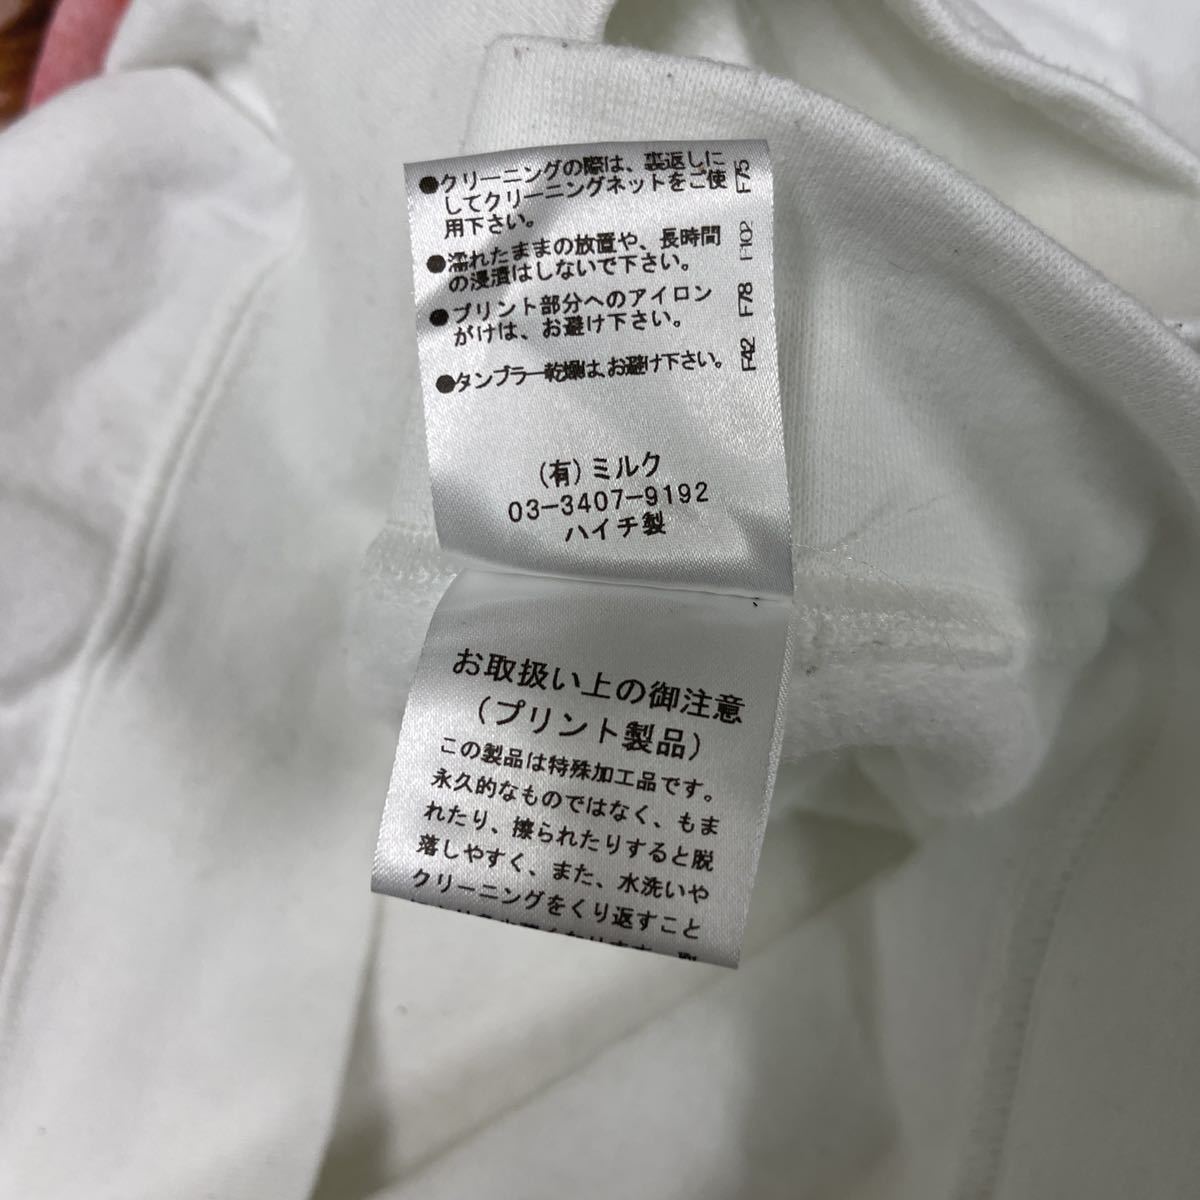 ●クリーニングの際は、裏返しに
してクリーニングネットをご使
用下さい。
●濡れたままの放置や、長時間
の浸漬はしないで下さい。
●プリント部分へのアイロン
がけは、お避け下さい。
●タンブラー乾燥は、お避け下さい。
F75
F102
F78
F42
(有)ミルク
03-3407-9192
ハイチ製
お取扱い上の御注意
(プリント製品)
この製品は特殊加工品です。
永久的なものではなく、もま
れたり、擦られたりすると脱
落しやすく、また、水洗いや
クリーニングをくり返すこと